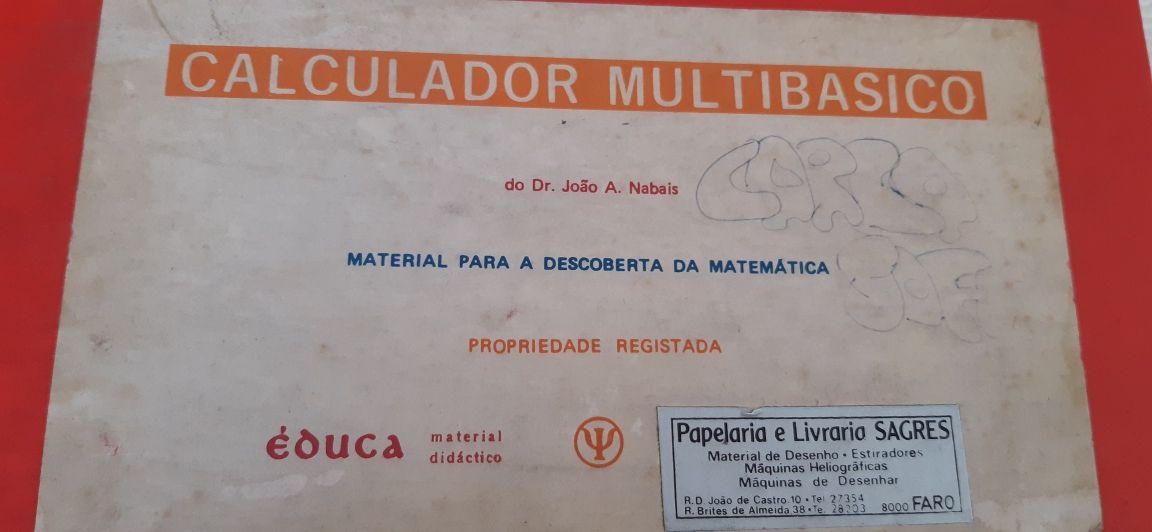 CALCULADOR MULTIBASICO
do Dr. João A. Nabais
CARLA
MATERIAL PARA A DESCOBERTA DA MATEMÁTICA
JOE
PROPRIEDADE REGISTADA
éduca material
didáctico
Ψ
Papelaria e Livraria SAGRES
Material de Desenho • Estiradores
Máquinas Heliográficas
Máquinas de Desenhar
R.D. João de Castro 10 • Tel 27354
R. Brites de Almeida 38 • Te. 28203 8000 FARO